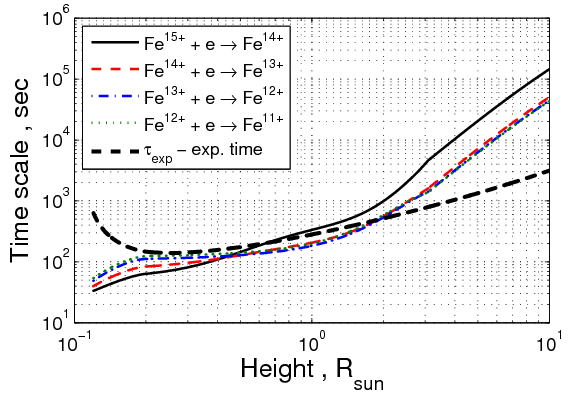 10^6
10^5
10^4
10^3
10^2
10^1
Time scale , sec
Fe^15+ + e → Fe^14+
Fe^14+ + e → Fe^13+
Fe^13+ + e → Fe^12+
Fe^12+ + e → Fe^11+
τ_exp – exp. time
10^−1
10^0
10^1
Height , R_sun